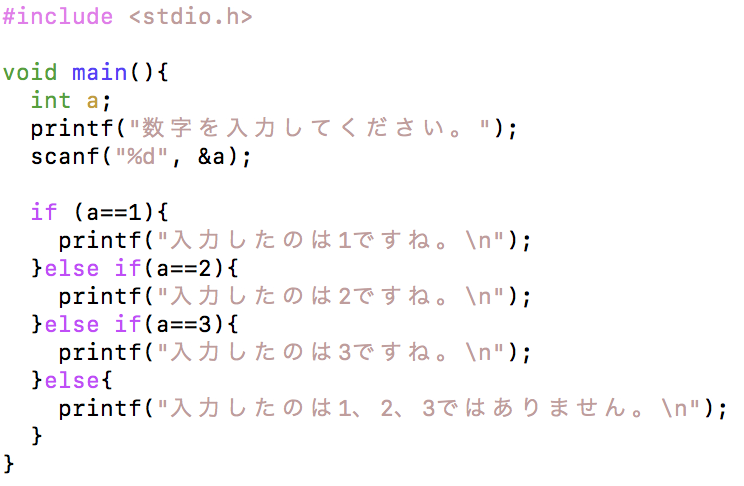 #include <stdio.h>

void main(){
  int a;
  printf("数字を入力してください。");
  scanf("%d", &a);

  if (a==1){
    printf("入力したのは1ですね。\n");
  }else if(a==2){
    printf("入力したのは2ですね。\n");
  }else if(a==3){
    printf("入力したのは3ですね。\n");
  }else{
    printf("入力したのは1、2、3ではありません。\n");
  }
}